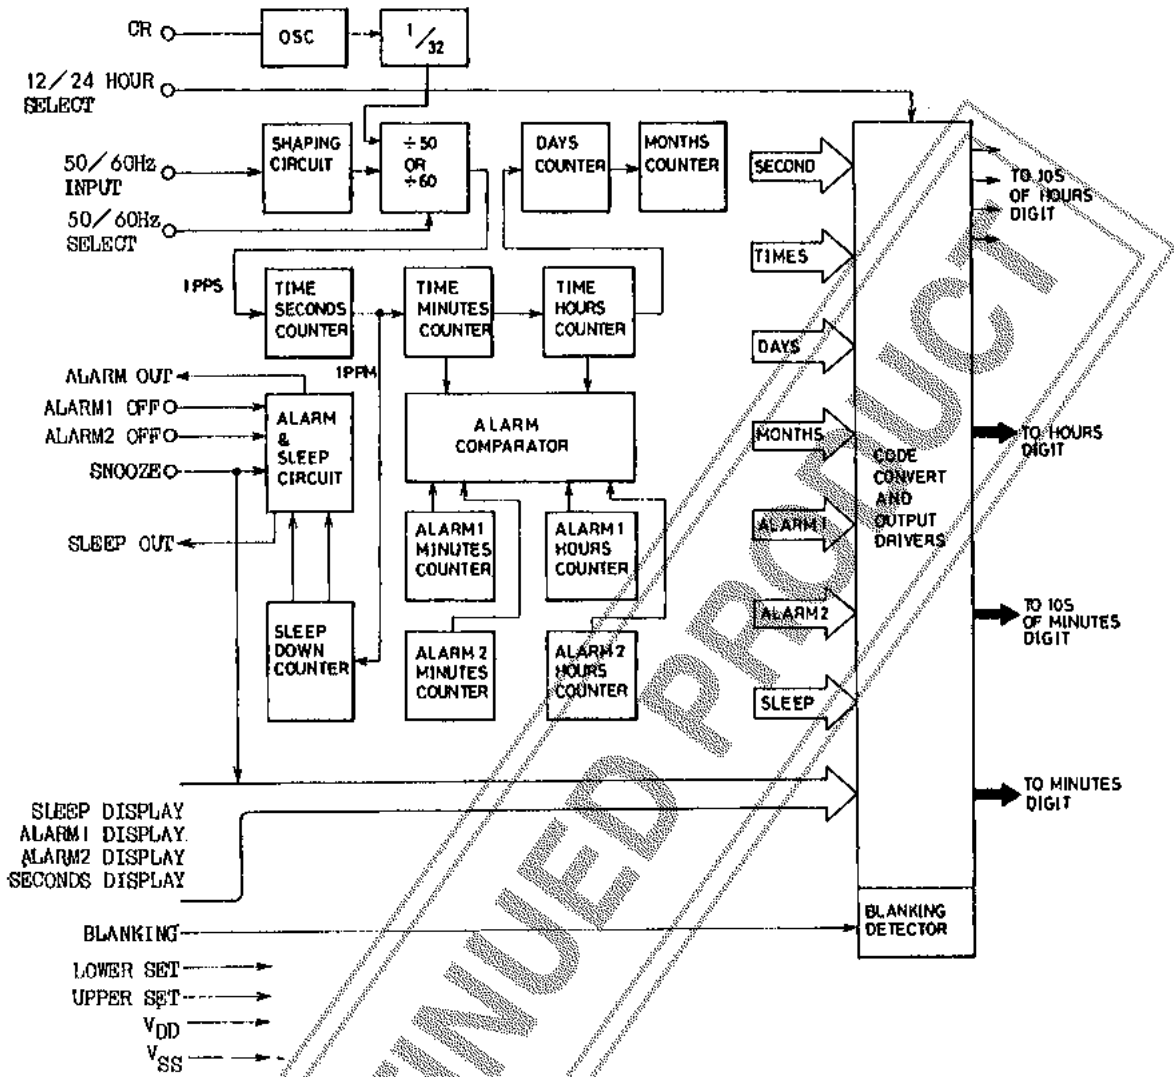 CR
OSC
1/32
12/24 HOUR
SELECT
50/60Hz
INPUT
SHAPING
CIRCUIT
÷50
OR
÷60
DAYS
COUNTER
MONTHS
COUNTER
50/60Hz
SELECT
1PPS
TIME
SECONDS
COUNTER
TIME
MINUTES
COUNTER
TIME
HOURS
COUNTER
1PPM
ALARM OUT
ALARM1 OFF
ALARM2 OFF
SNOOZE
SLEEP OUT
ALARM
&
SLEEP
CIRCUIT
ALARM
COMPARATOR
ALARM1
MINUTES
COUNTER
ALARM1
HOURS
COUNTER
SLEEP
DOWN
COUNTER
ALARM2
MINUTES
COUNTER
ALARM2
HOURS
COUNTER
SECOND
TIMES
DAYS
MONTHS
ALARM1
ALARM2
SLEEP
CODE
CONVERT
AND
OUTPUT
DRIVERS
TO 10S
OF HOURS
DIGIT
TO HOURS
DIGIT
TO 10S
OF MINUTES
DIGIT
TO MINUTES
DIGIT
SLEEP DISPLAY
ALARM1 DISPLAY
ALARM2 DISPLAY
SECONDS DISPLAY
BLANKING
BLANKING
DETECTOR
LOWER SET
UPPER SET
VDD
VSS
TINUED PRODUCT